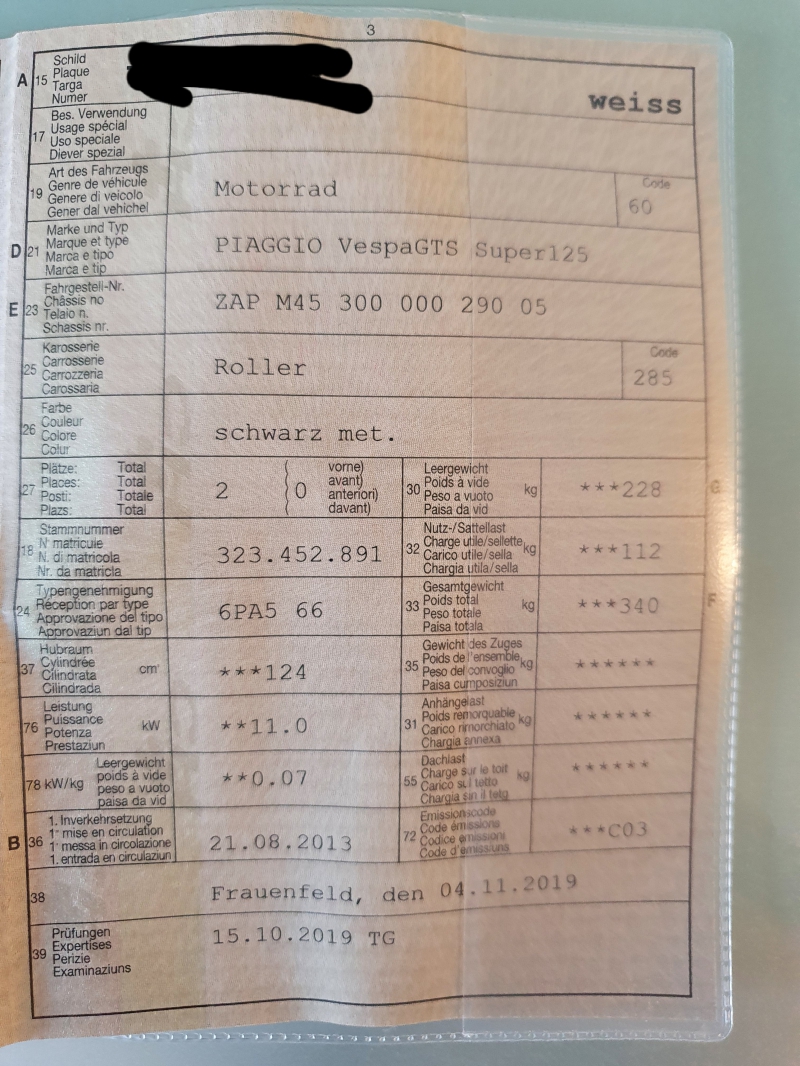 3
A 15 Schild
Plaque
Targa
Numer
weiss
17 Bes. Verwendung
Usage spécial
Uso speciale
Diever spezial
19 Art des Fahrzeugs
Genre de véhicule
Genere di veicolo
Gener dal vehichel
Motorrad
Code
60
D 21 Marke und Typ
Marque et type
Marca e tipo
Marca e tip
PIAGGIO VespaGTS Super125
E 23 Fahrgestell-Nr.
Châssis no
Telaio n.
Schassis nr.
ZAP M45 300 000 290 05
25 Karosserie
Carrosserie
Carrozzeria
Carossaria
Roller
Code
285
26 Farbe
Couleur
Colore
Colur
schwarz met.
27 Plätze: Total
Places: Total
Posti: Totale
Plazs: Total
2 ( 0 vorne)
avant)
anteriori)
davant)
30 Leergewicht
Poids à vide
Peso a vuoto
Paisa da vid
kg
***228
G
18 Stammnummer
N° matricule
N. di matricola
Nr. da matricla
323.452.891
32 Nutz-/Sattellast
Charge utile/sellette
Carico utile/sella
Chargia utila/sella
kg
***112
24 Typengenehmigung
Réception par type
Approvazione del tipo
Approvaziun dal tip
6PA5 66
33 Gesamtgewicht
Poids total
Peso totale
Paisa totala
kg
***340
F
37 Hubraum
Cylindrée
Cilindrata
Cilindrada
cm³
***124
35 Gewicht des Zuges
Poids de l'ensemble
Peso del convoglio
Paisa cumposiziun
kg
******
76 Leistung
Puissance
Potenza
Prestaziun
kW
**11.0
31 Anhängelast
Poids remorquable
Carico rimorchiato
Chargia annexa
kg
******
78 kW/kg Leergewicht
poids à vide
peso a vuoto
paisa da vid
**0.07
55 Dachlast
Charge sur le toit
Carico sul tetto
Chargia sin il tetg
kg
******
B 36 1. Inverkehrsetzung
1re mise en circulation
1a messa in circolazione
1. entrada en circulaziun
21.08.2013
72 Emissionscode
Code émissions
Codice emissioni
Code d'emissiuns
***C03
38 Frauenfeld, den 04.11.2019
39 Prüfungen
Expertises
Perizie
Examinaziuns
15.10.2019 TG